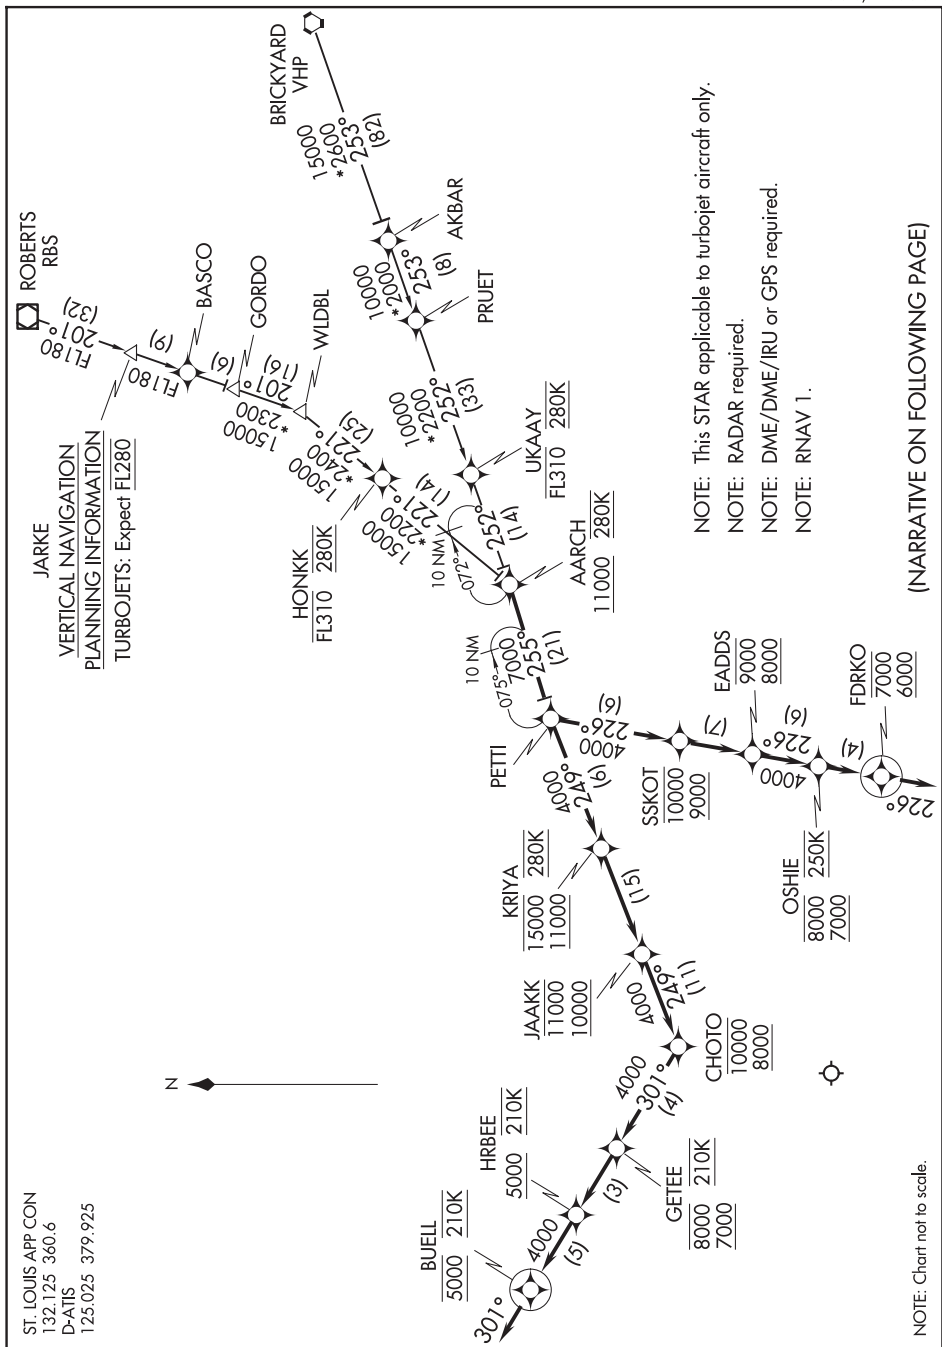 ST. LOUIS APP CON
132.125 360.6
D-ATIS
125.025 379.925
N
JARKE
VERTICAL NAVIGATION
PLANNING INFORMATION
TURBOJETS: Expect FL280
ROBERTS
RBS
FL180
201°
(32)
FL180
(9)
BASCO
(6)
GORDO
15000
*2300
201°
(16)
WLDBL
15000
*2400
221°
(25)
HONKK
FL310 280K
15000
*2200
221°
(14)
BRICKYARD
VHP
15000
*2600
253°
(82)
AKBAR
10000
*2000
253°
(8)
PRUET
1000
*2200
252°
(33)
UKAAY
FL310 280K
252°
(14)
10 NM
072°
AARCH
11000 280K
10 NM
075°
7000
255°
(21)
PETTI
4000
249°
(6)
KRIYA
15000 280K
11000
(15)
JAAKK
11000
10000
4000
249°
(11)
CHOTO
10000
8000
4000
301°
(4)
GETEE
8000 210K
7000
(3)
HRBEE
5000 210K
4000
(5)
BUELL
5000 210K
301°
4000
226°
(6)
SSKOT
10000
9000
(7)
EADDS
9000
8000
4000
226°
(6)
OSHIE
8000 250K
7000
(4)
FDRKO
7000
6000
226°
NOTE: This STAR applicable to turbojet aircraft only.
NOTE: RADAR required.
NOTE: DME/DME/IRU or GPS required.
NOTE: RNAV 1.
(NARRATIVE ON FOLLOWING PAGE)
NOTE: Chart not to scale.